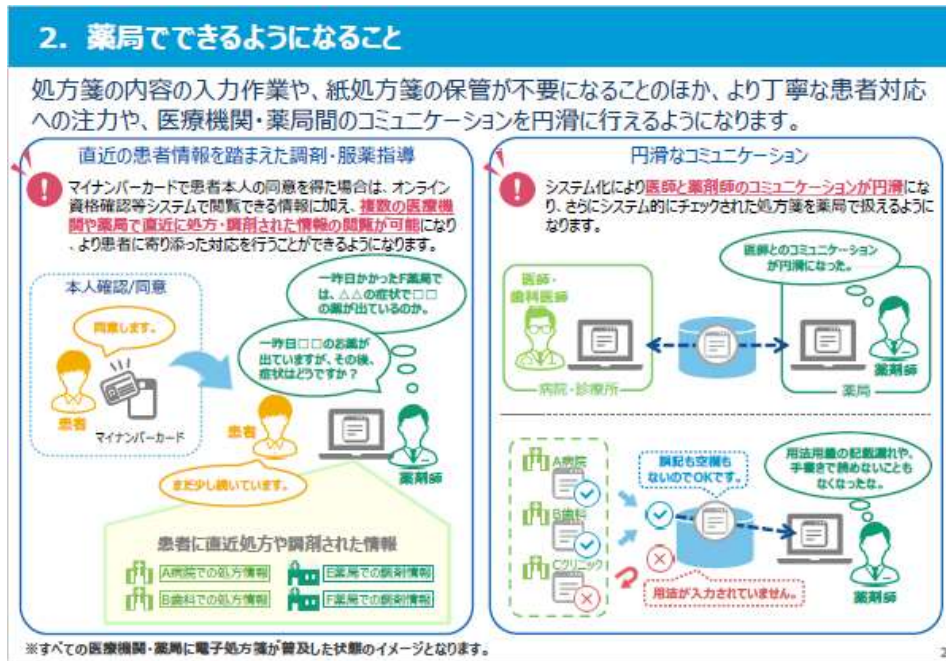 2. 薬局でできるようになること
処方箋の内容の入力作業や、紙処方箋の保管が不要になることのほか、より丁寧な患者対応
への注力や、医療機関・薬局間のコミュニケーションを円滑に行えるようになります。
直近の患者情報を踏まえた調剤・服薬指導
マイナンバーカードで患者本人の同意を得た場合は、オンライン
資格確認等システムで閲覧できる情報に加え、複数の医療機
関や薬局で直近に処方・調剤された情報の閲覧が可能になり
、より患者に寄り添った対応を行うことができるようになります。
本人確認/同意
同意します。
患者
マイナンバーカード
一昨日かかったF薬局で
は、△△の症状で□□
の薬が出ているのか。
一昨日□□のお薬が
出ていますが、その後、
症状はどうですか?
患者
薬剤師
まだ少し続いています。
患者に直近処方や調剤された情報
A病院での処方情報
E薬局での調剤情報
B歯科での処方情報
F薬局での調剤情報
円滑なコミュニケーション
システム化により医師と薬剤師のコミュニケーションが円滑にな
り、さらにシステム的にチェックされた処方箋を薬局で扱えるように
なります。
医師とのコミュニケーション
が円滑になった。
医師・
歯科医師
病院・診療所
薬剤師
薬局
A病院
B歯科
Cクリニック
誤記も空欄も
ないのでOKです。
用法用量の記載漏れや、
手書きで読めないことも
なくなったな。
用法が入力されていません。
薬剤師
※すべての医療機関・薬局に電子処方箋が普及した状態のイメージとなります。